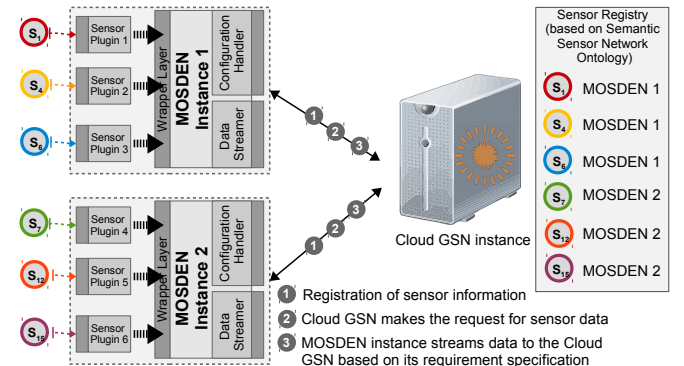 S1
Sensor
Plugin 1
S4
Sensor
Plugin 2
S6
Sensor
Plugin 3
Wrapper Layer
MOSDEN
Instance 1
Configuration
Handler
Data
Streamer
1
2
3
S7
Sensor
Plugin 4
S12
Sensor
Plugin 5
S15
Sensor
Plugin 6
Wrapper Layer
MOSDEN
Instance 2
Configuration
Handler
Data
Streamer
1
2
3
Cloud GSN instance
1 Registration of sensor information
2 Cloud GSN makes the request for sensor data
3 MOSDEN instance streams data to the Cloud
GSN based on its requirement specification
Sensor Registry
(based on Semantic
Sensor Network
Ontology)
S1 MOSDEN 1
S4 MOSDEN 1
S6 MOSDEN 1
S7 MOSDEN 2
S12 MOSDEN 2
S15 MOSDEN 2